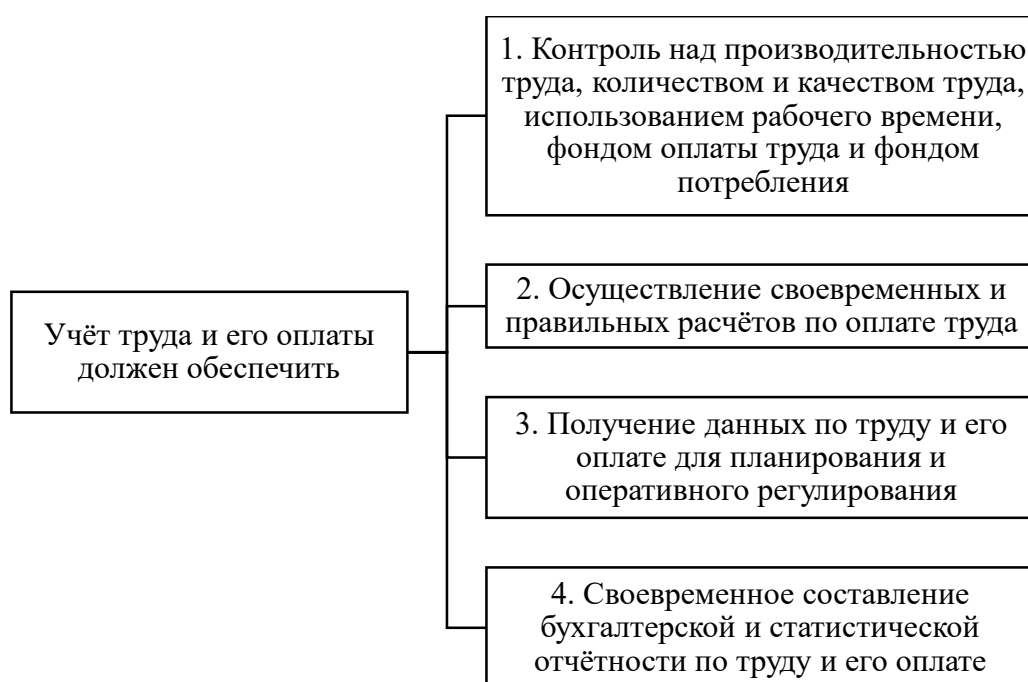 1. Контроль над производительностью
труда, количеством и качеством труда,
использованием рабочего времени,
фондом оплаты труда и фондом
потребления
Учёт труда и его оплаты
должен обеспечить
2. Осуществление своевременных и
правильных расчётов по оплате труда
3. Получение данных по труду и его
оплате для планирования и
оперативного регулирования
4. Своевременное составление
бухгалтерской и статистической
отчётности по труду и его оплате